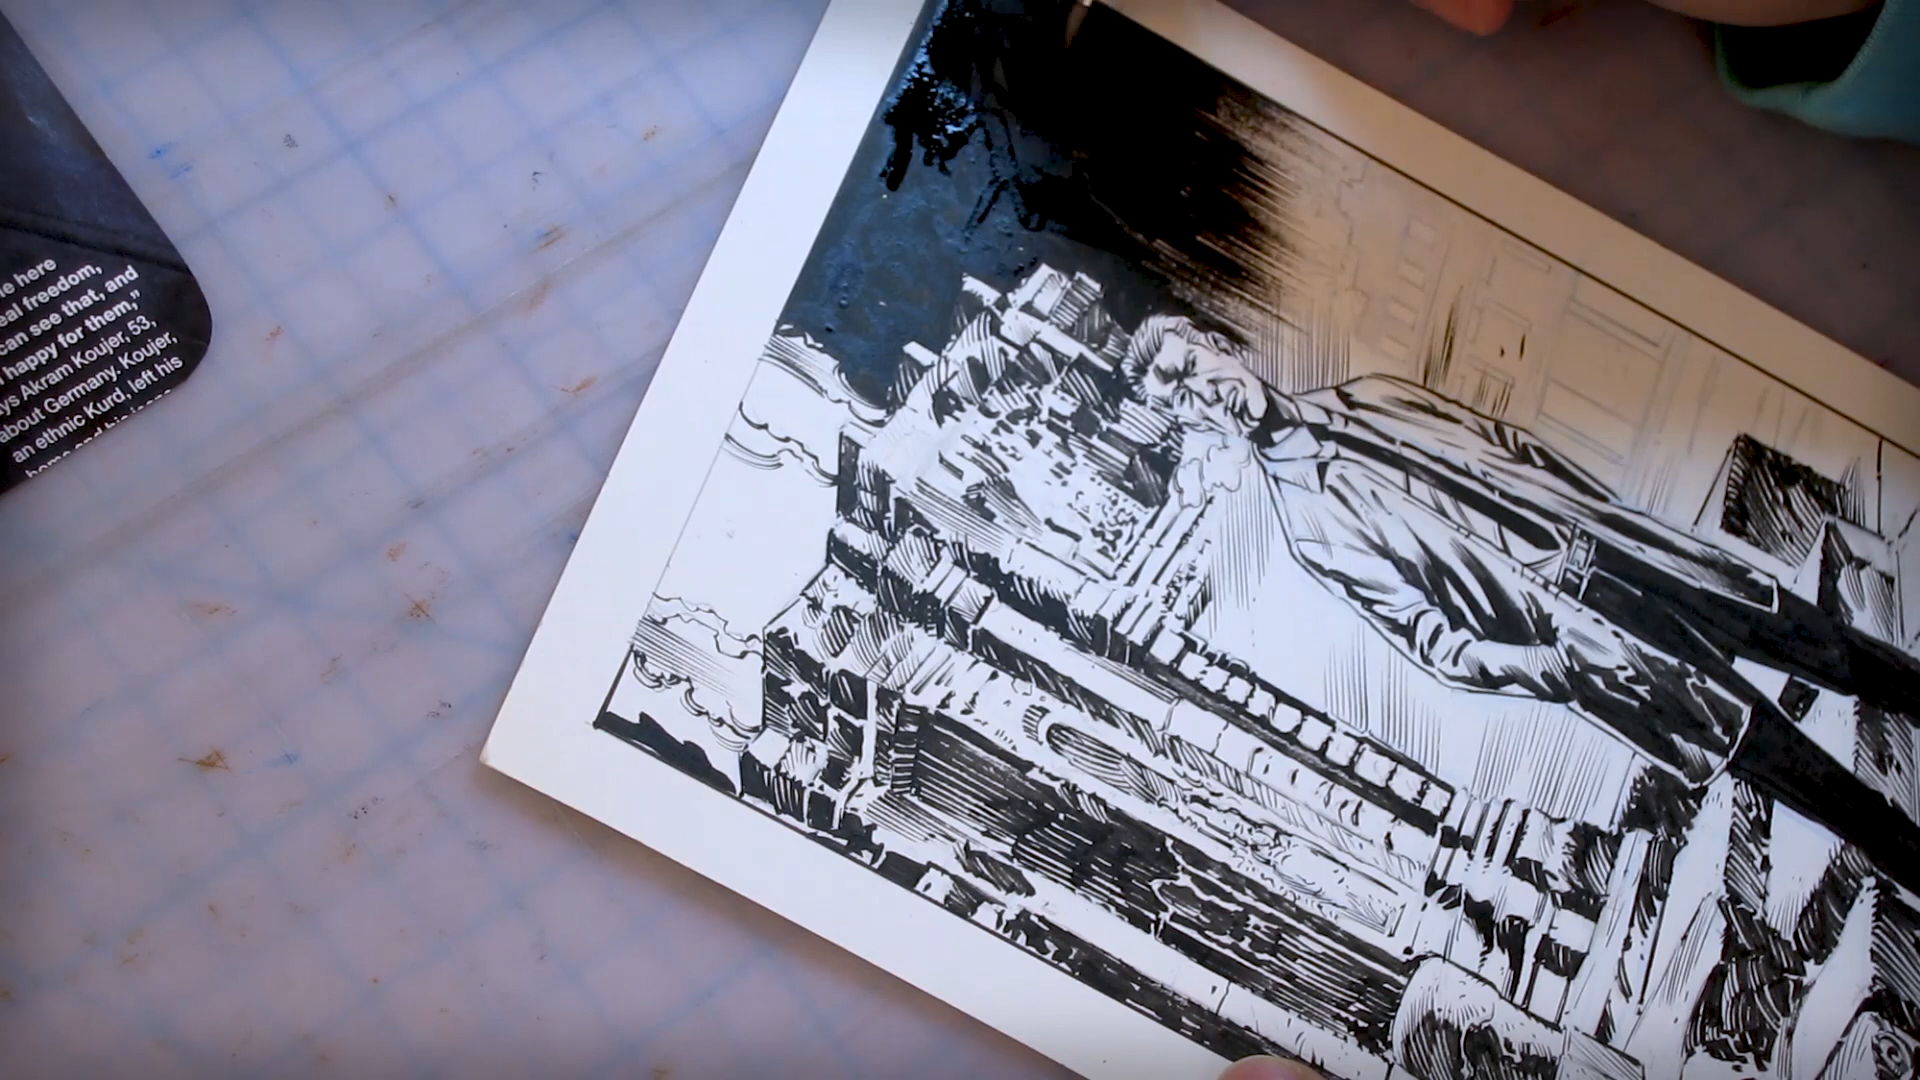 le here
eal freedom,
can see that, and
happy for them,"
ys Akram Koujer, 53,
about Germany. Koujer,
an ethnic Kurd, left his